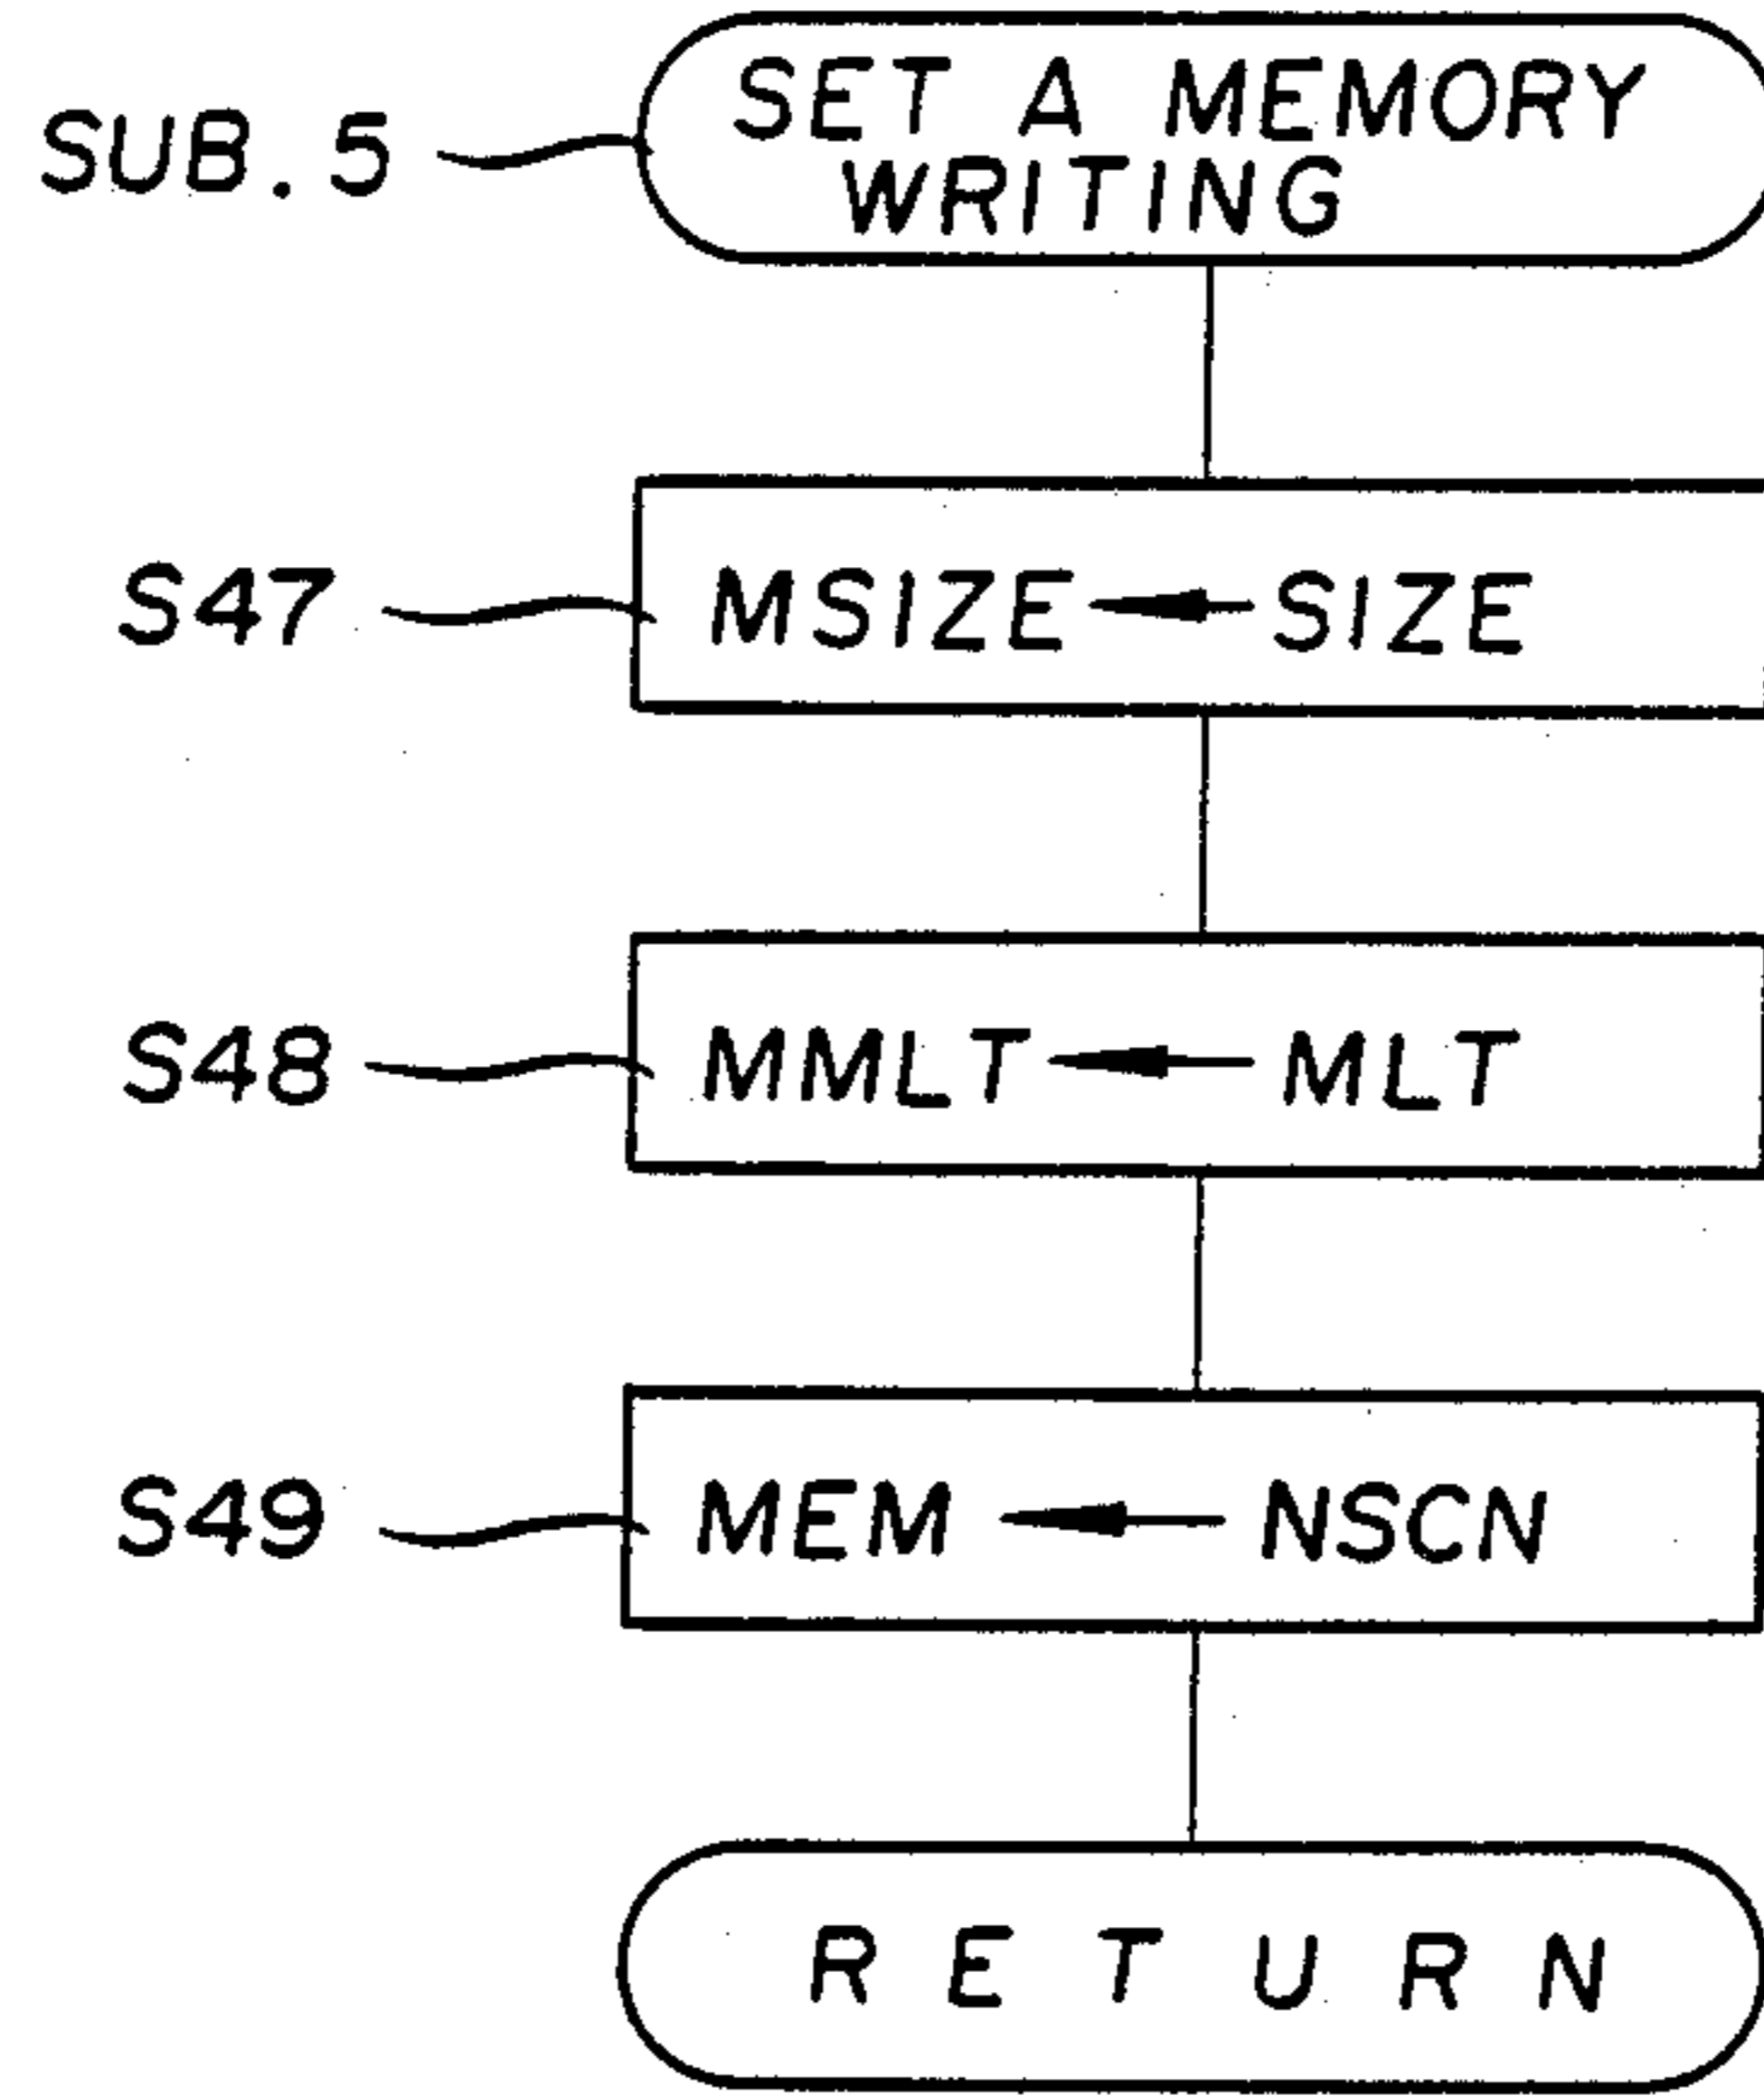 SUB. 5
SET A MEMORY
WRITING
S47
MSIZE ← SIZE
S48
MMLT ← MLT
S49
MEM ← NSCN
RETURN